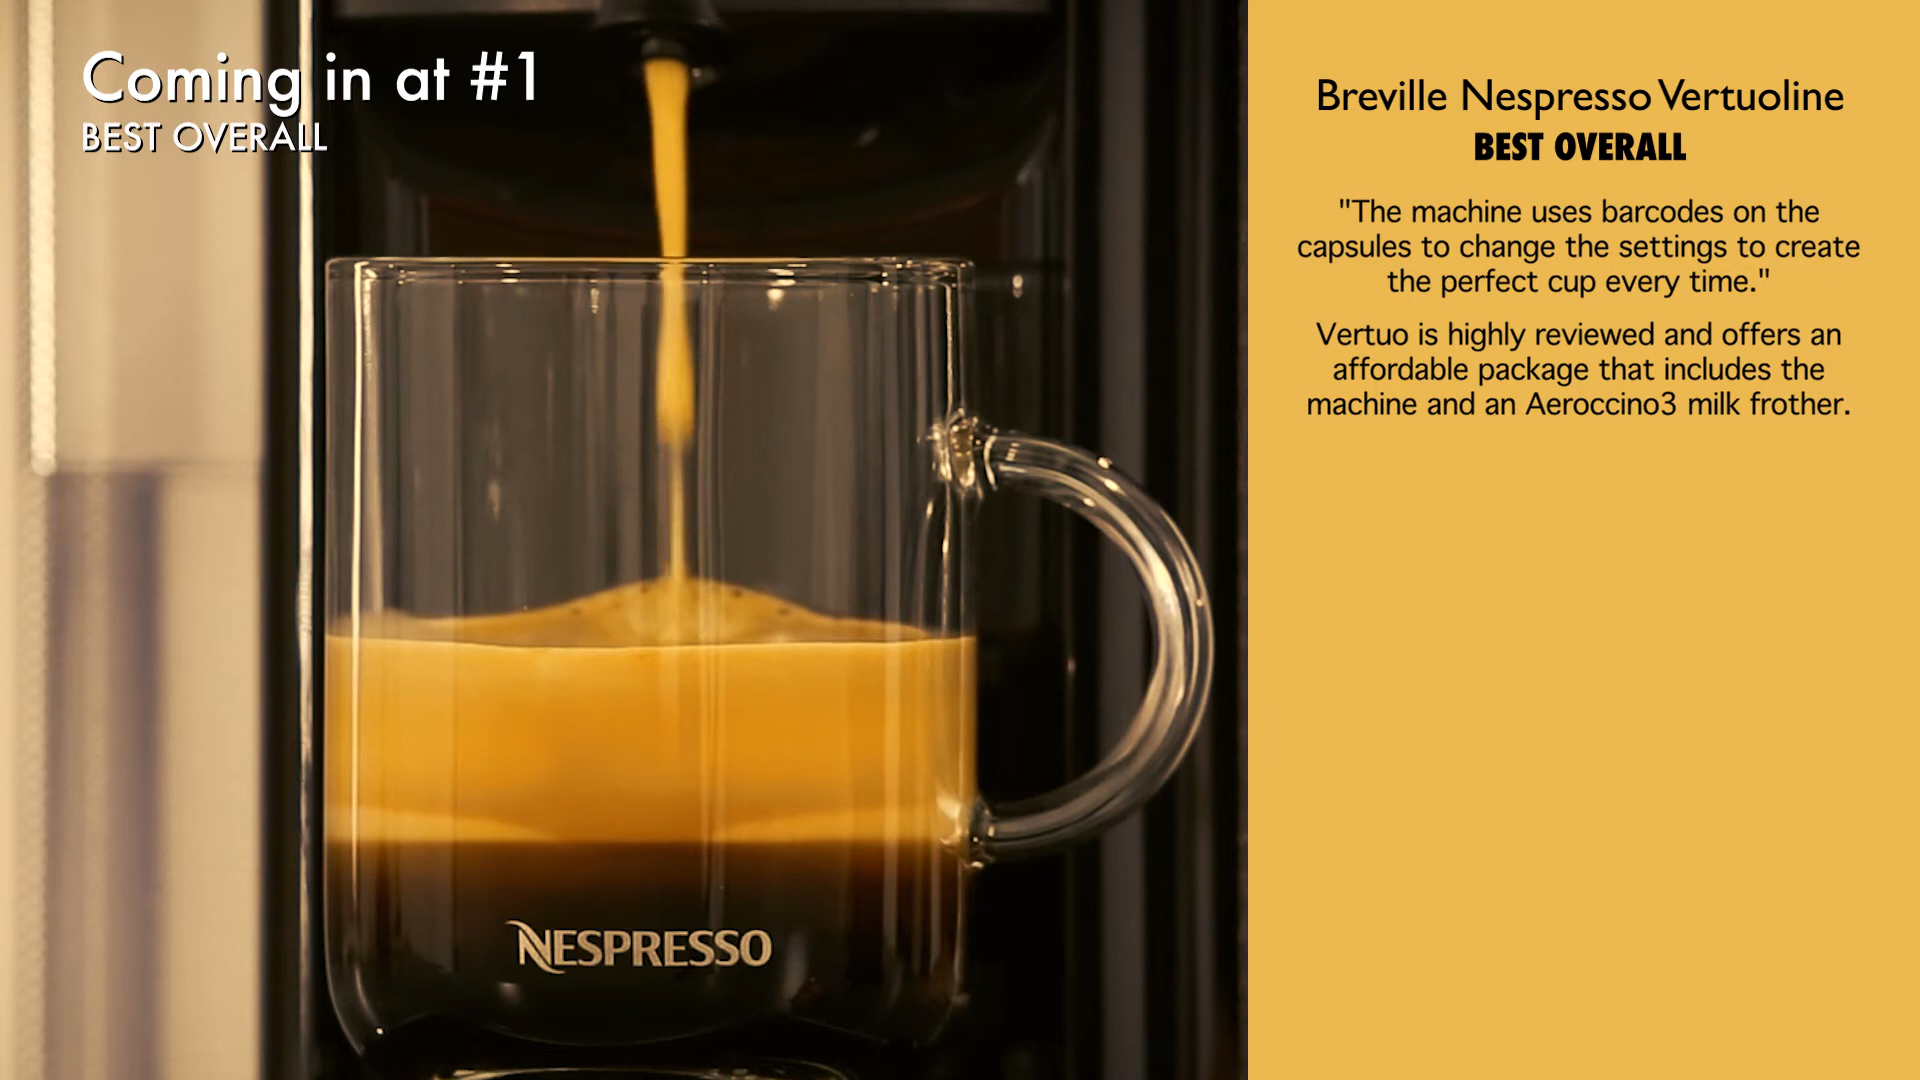 Coming in at #1
BEST OVERALL
Breville Nespresso Vertuoline
BEST OVERALL
"The machine uses barcodes on the
capsules to change the settings to create
the perfect cup every time."
Vertuo is highly reviewed and offers an
affordable package that includes the
machine and an Aeroccino3 milk frother.
NESPRESSO